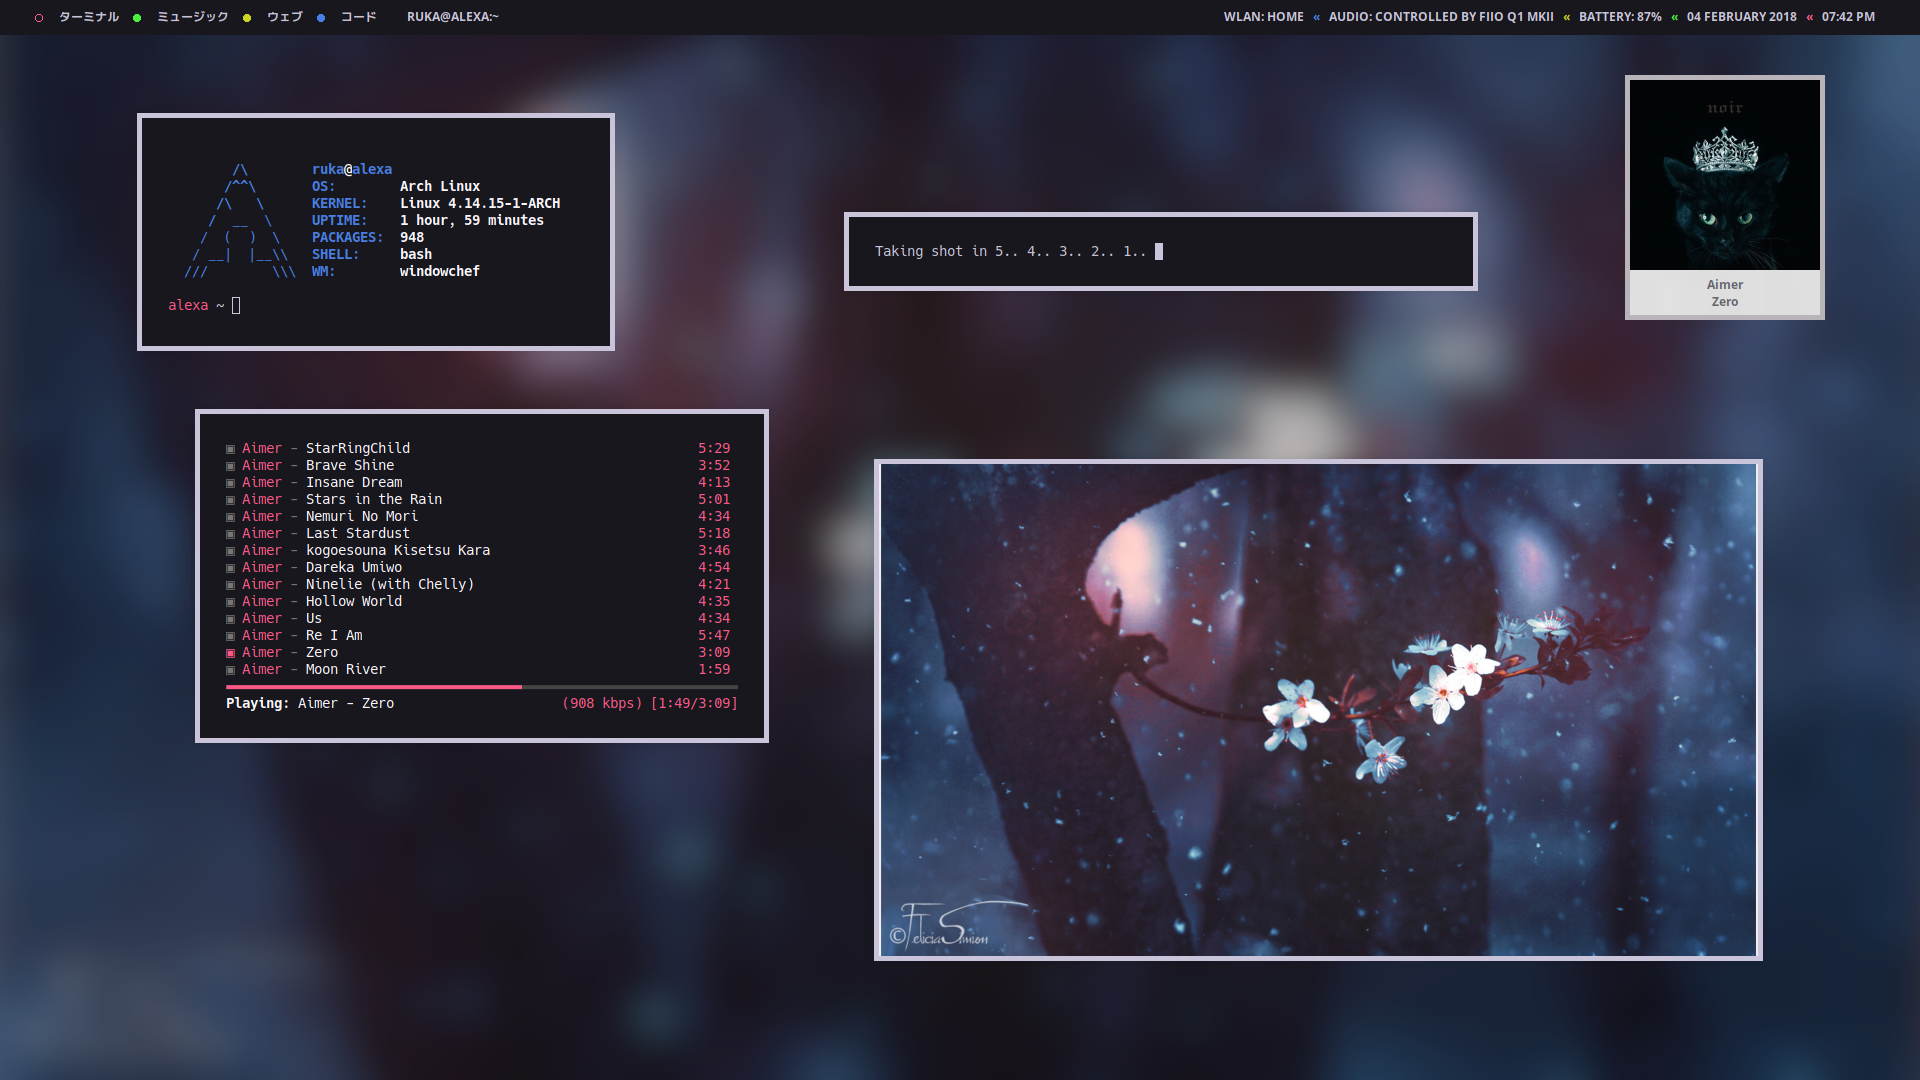 ターミナル ミュージック ウェブ コード RUKA@ALEXA:~ WLAN: HOME « AUDIO: CONTROLLED BY FIIO Q1 MKII « BATTERY: 87% « 04 FEBRUARY 2018 « 07:42 PM
noir
Aimer
Zero
ruka@alexa
OS: Arch Linux
KERNEL: Linux 4.14.15-1-ARCH
UPTIME: 1 hour, 59 minutes
PACKAGES: 948
SHELL: bash
WM: windowchef
alexa ~
Taking shot in 5.. 4.. 3.. 2.. 1..
Aimer - StarRingChild 5:29
Aimer - Brave Shine 3:52
Aimer - Insane Dream 4:13
Aimer - Stars in the Rain 5:01
Aimer - Nemuri No Mori 4:34
Aimer - Last Stardust 5:18
Aimer - kogoesouna Kisetsu Kara 3:46
Aimer - Dareka Umiwo 4:54
Aimer - Ninelie (with Chelly) 4:21
Aimer - Hollow World 4:35
Aimer - Us 4:34
Aimer - Re I Am 5:47
Aimer - Zero 3:09
Aimer - Moon River 1:59
Playing: Aimer - Zero (908 kbps) [1:49/3:09]
©Felicia Simion